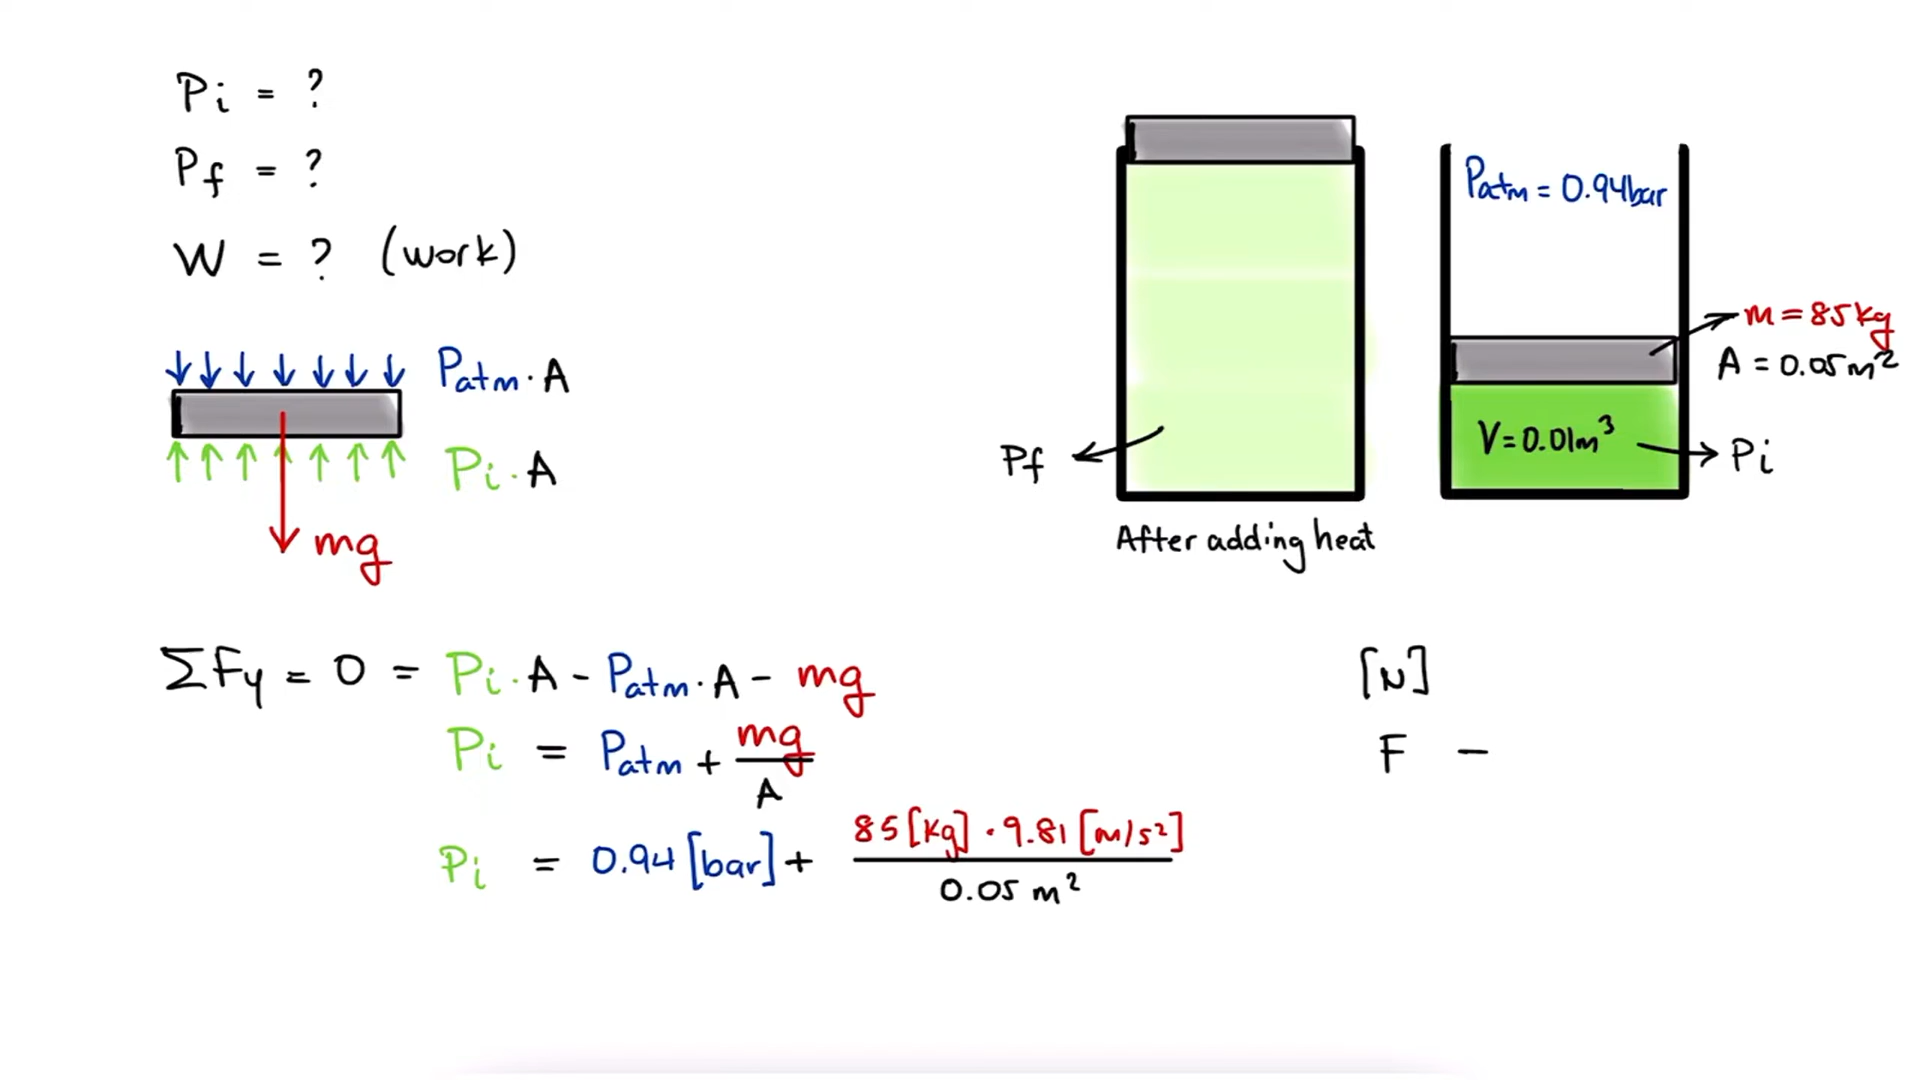 Pi = ?
Pf = ?
W = ? (work)
Patm · A
Pi · A
mg
Patm = 0.94bar
m = 85kg
A = 0.05m²
V = 0.01m³
Pi
Pf
After adding heat
ΣFy = 0 = Pi · A - Patm · A - mg
[N]
Pi = Patm + mg/A
F -
Pi = 0.94 [bar] + 85 [kg] · 9.81 [m/s²]
0.05 m²